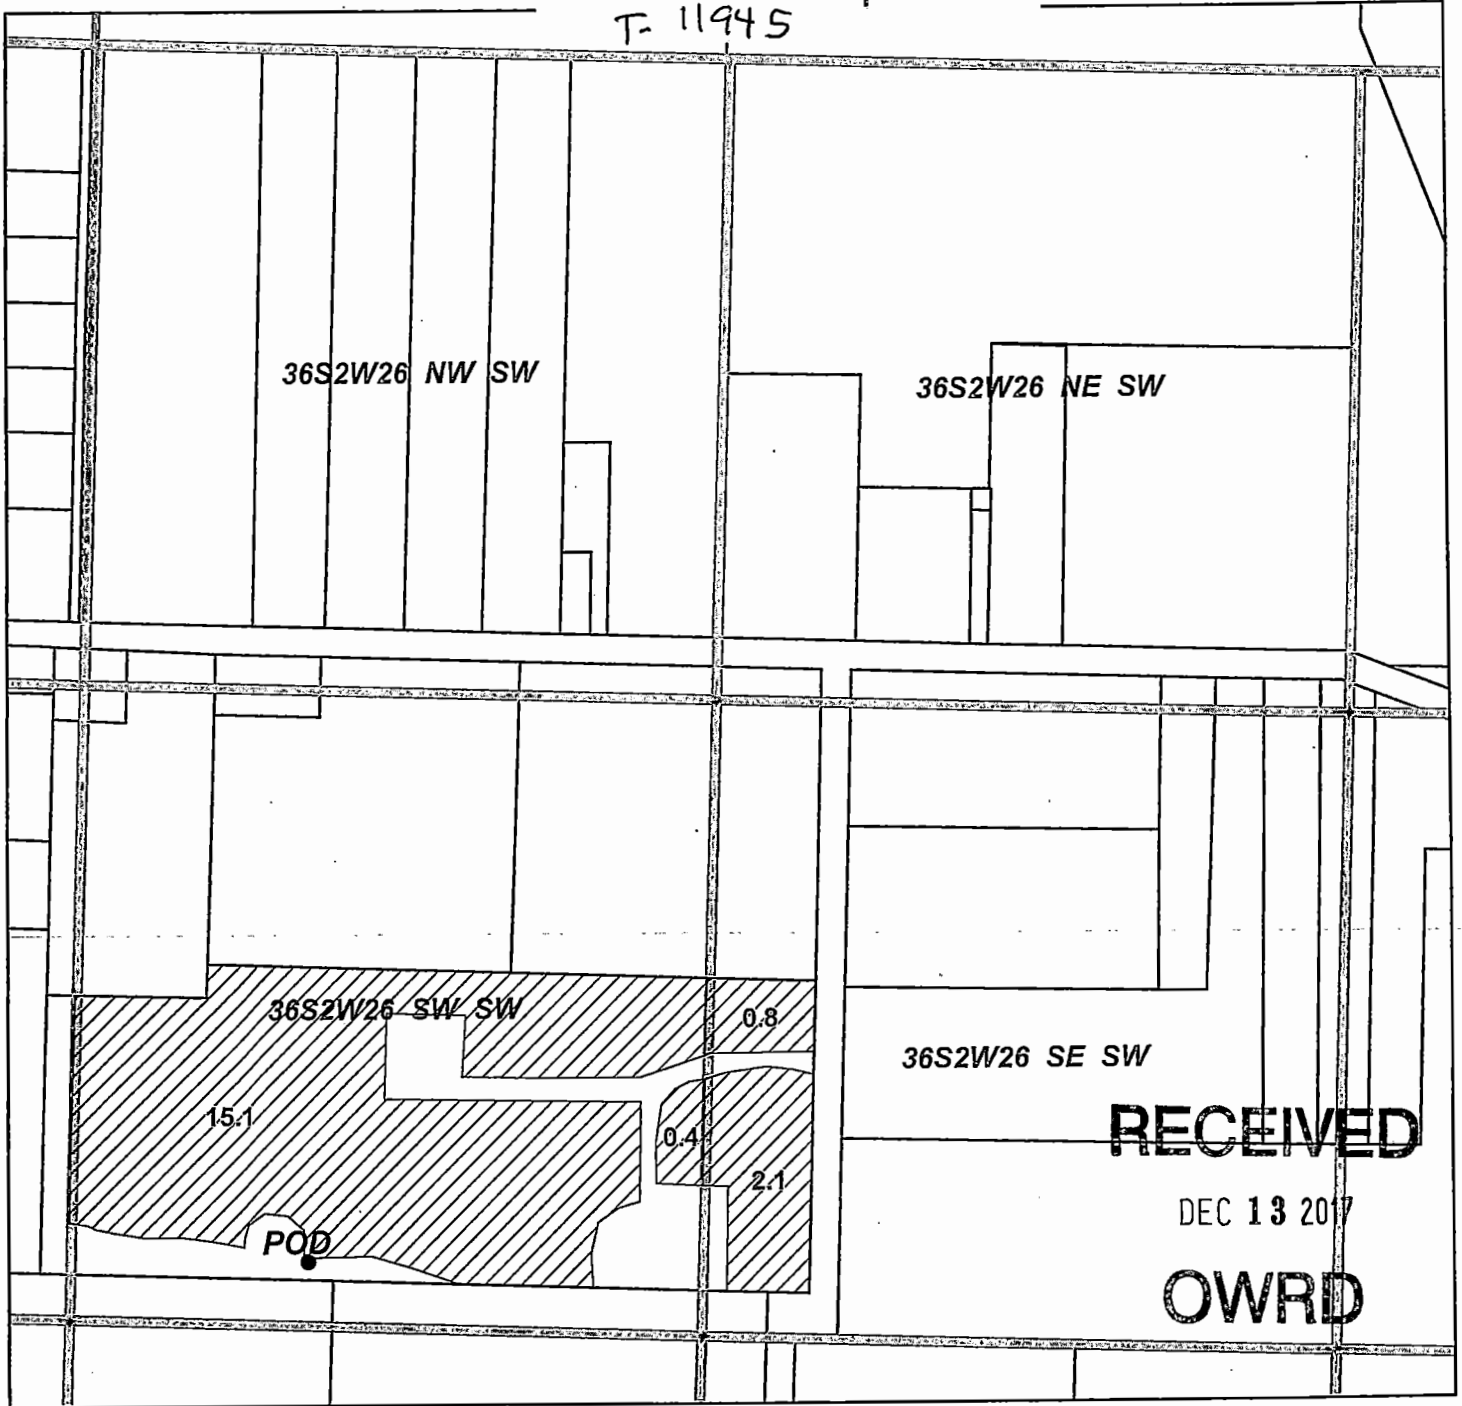 T- 11945
36S2W26 NW SW
36S2W26 NE SW
36S2W26 SW SW
0.8
36S2W26 SE SW
15.1
0.4
2.1
RECEIVED
DEC 13 2017
POD
OWRD